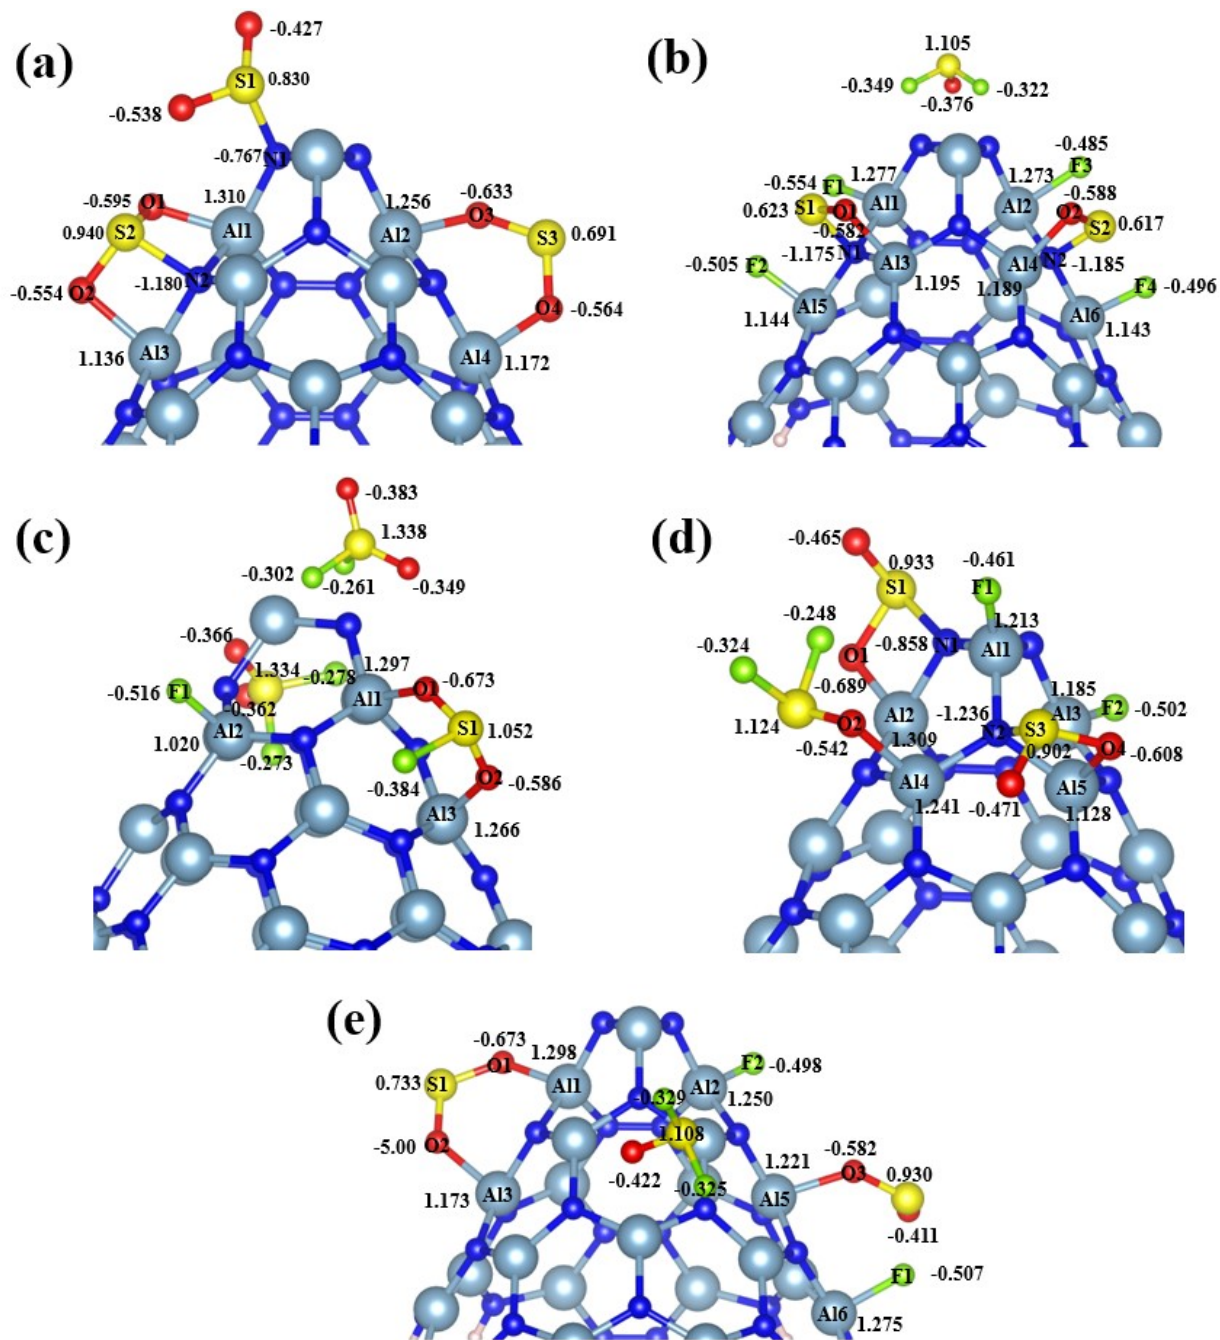 (a)
-0.427
S1
0.830
-0.538
-0.767
N1
-0.595
O1
1.310
1.256
-0.633
O3
0.940
S2
Al1
Al2
S3
0.691
-0.554
O2
-1.180
N2
O4
-0.564
1.136
Al3
Al4
1.172
(b)
1.105
-0.349
-0.376
-0.322
-0.485
F3
-0.554
F1
1.277
1.273
-0.588
0.623
S1
O1
Al1
Al2
O2
S2
0.617
-0.582
-1.175
N1
N2
-1.185
-0.505
F2
Al3
Al4
F4
-0.496
1.195
1.189
1.144
Al5
Al6
1.143
(c)
-0.383
1.338
-0.302
-0.261
-0.349
-0.366
1.334
-0.278
1.297
-0.516
F1
-0.362
Al1
O1
-0.673
1.020
Al2
S1
1.052
-0.273
-0.384
O2
-0.586
Al3
1.266
(d)
-0.465
0.933
-0.461
S1
F1
-0.248
1.213
-0.324
-0.858
N1
Al1
O1
-0.689
1.185
1.124
O2
Al2
-1.236
Al3
F2
-0.502
-0.542
1.309
N2
S3
0.902
O4
-0.608
Al4
Al5
1.241
-0.471
1.128
(e)
-0.673
O1
1.298
F2
-0.498
0.733
S1
Al1
Al2
-0.329
1.250
-5.00
O2
1.108
-0.582
1.221
O3
0.930
-0.422
-0.325
1.173
Al3
Al5
-0.411
F1
-0.507
Al6
1.275